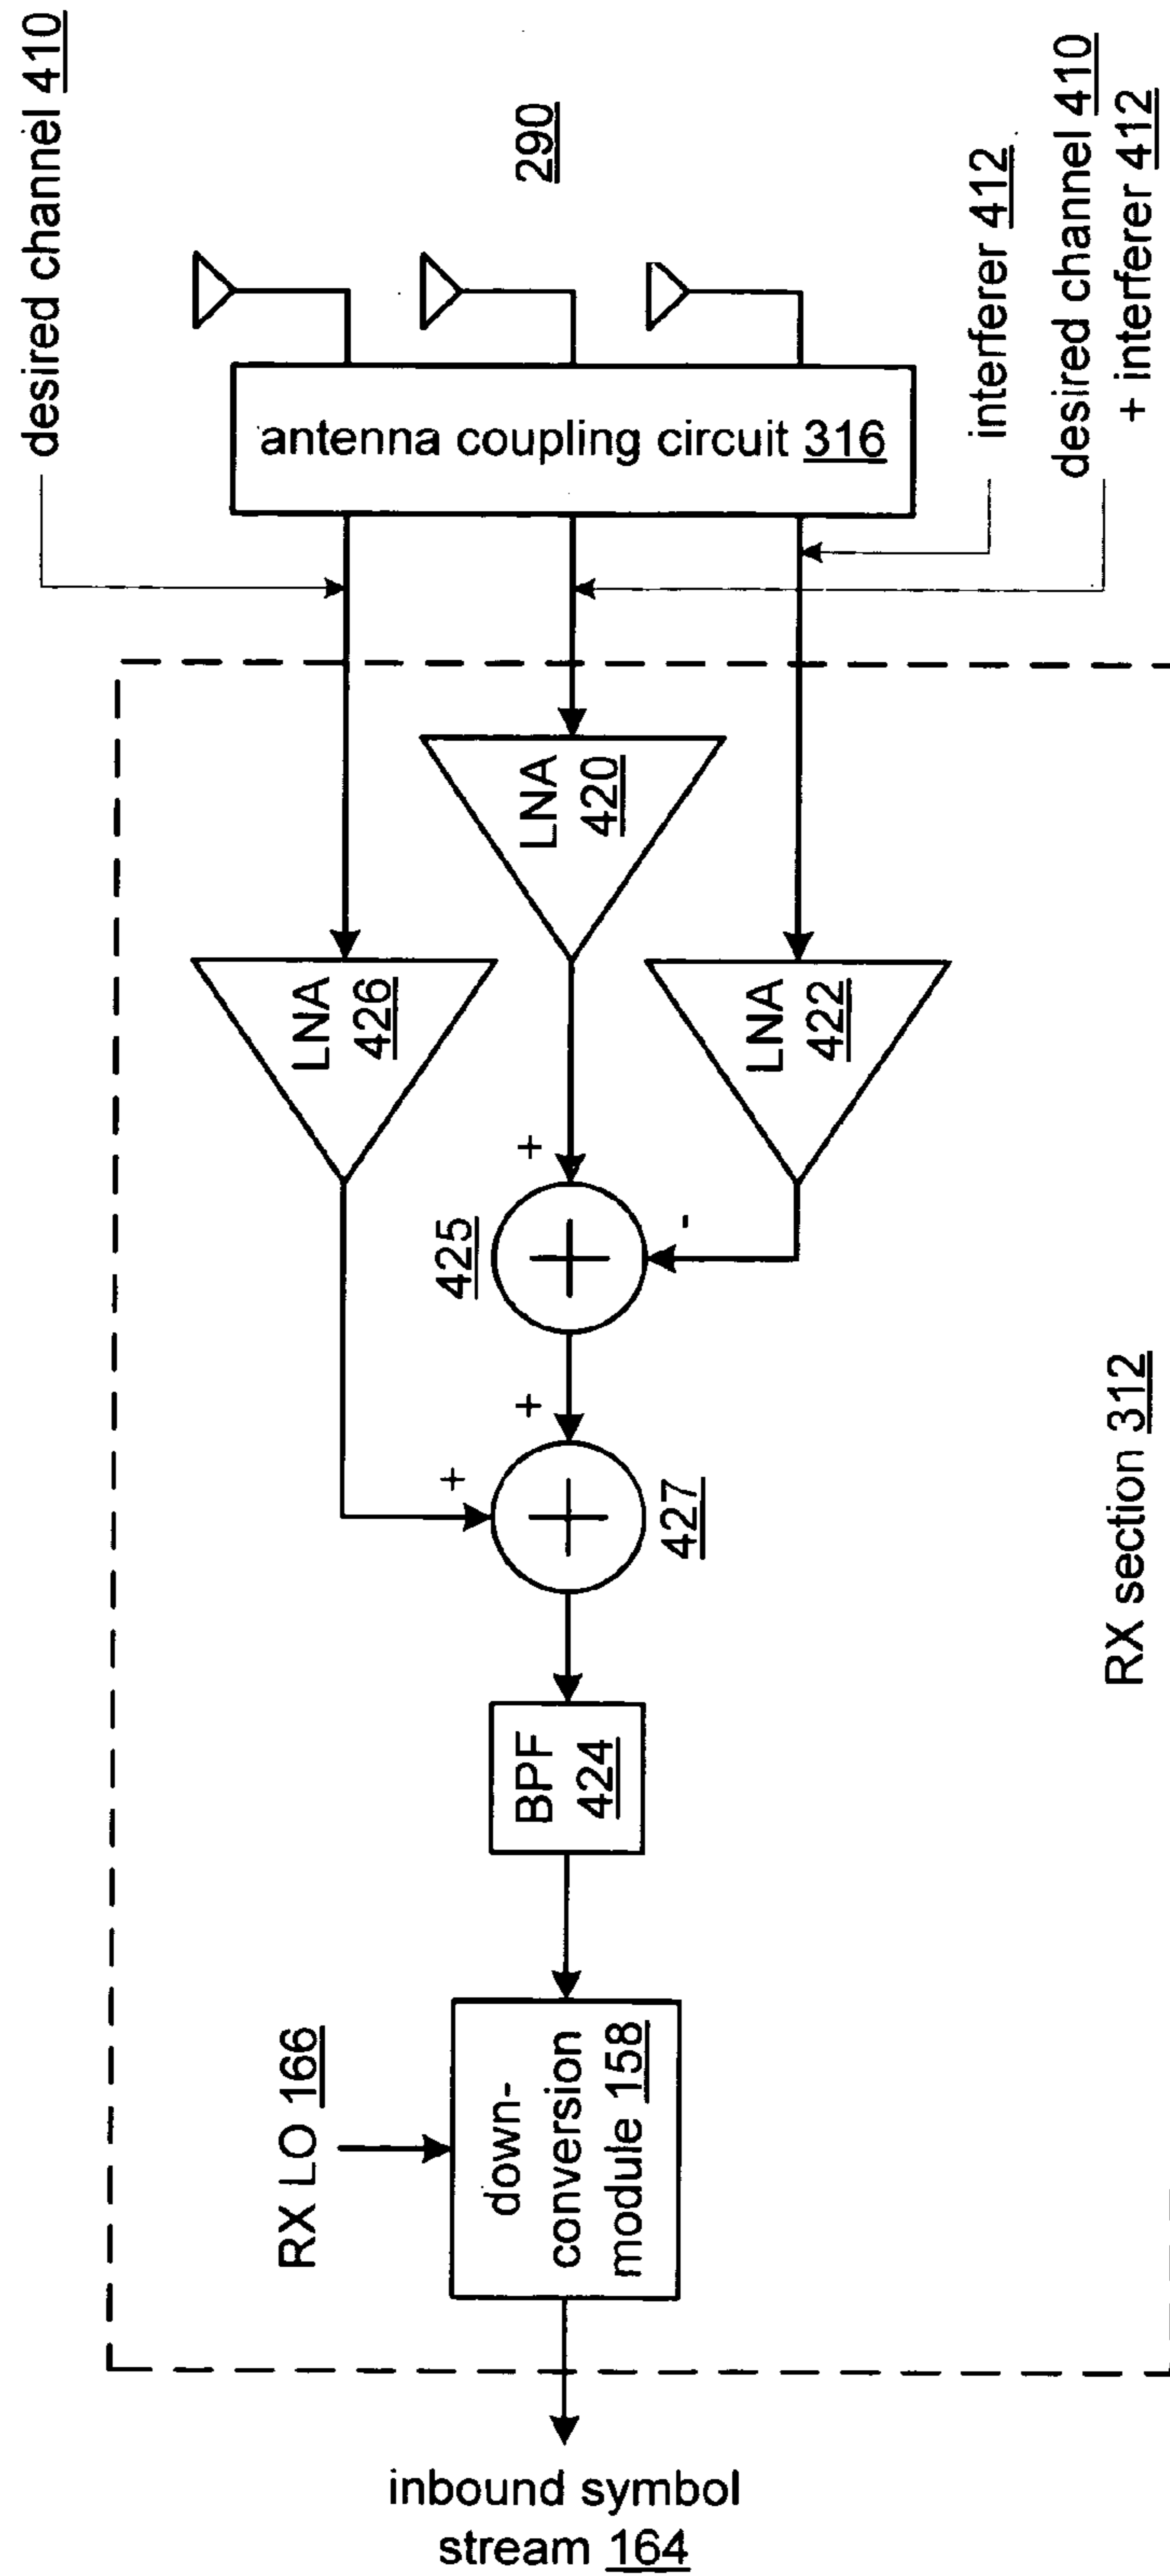 desired channel 410
290
antenna coupling circuit 316
interferer 412
desired channel 410
+ interferer 412
LNA
426
LNA
420
LNA
422
+
-
425
+
+
427
BPF
424
RX LO 166
down-
conversion
module 158
RX section 312
inbound symbol
stream 164